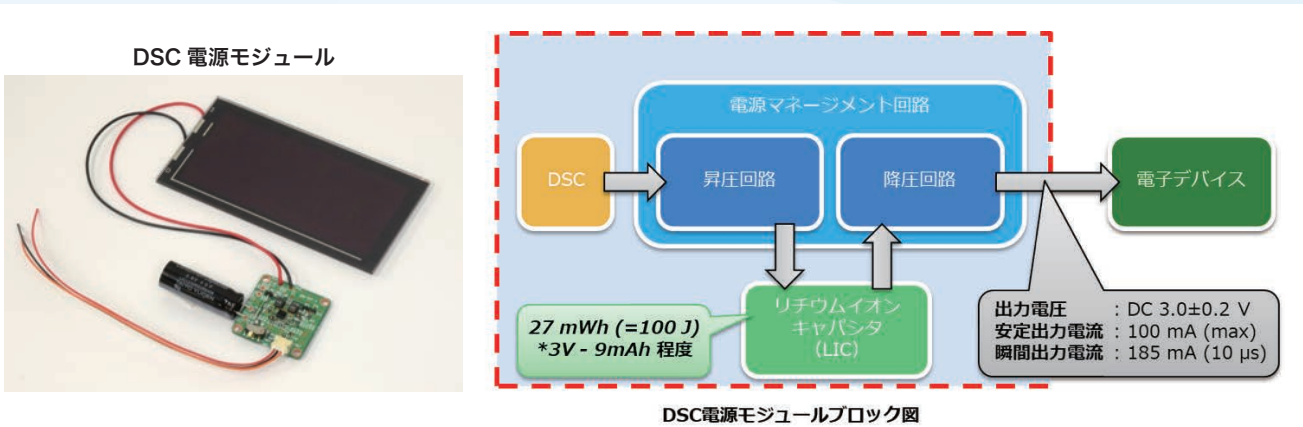 DSC 電源モジュール
電源マネージメント回路
DSC
昇圧回路
降圧回路
電子デバイス
リチウムイオン
キャパシタ
(LIC)
27 mWh (=100 J)
*3V - 9mAh 程度
出力電圧 : DC 3.0±0.2 V
安定出力電流 : 100 mA (max)
瞬間出力電流 : 185 mA (10 μs)
DSC電源モジュールブロック図